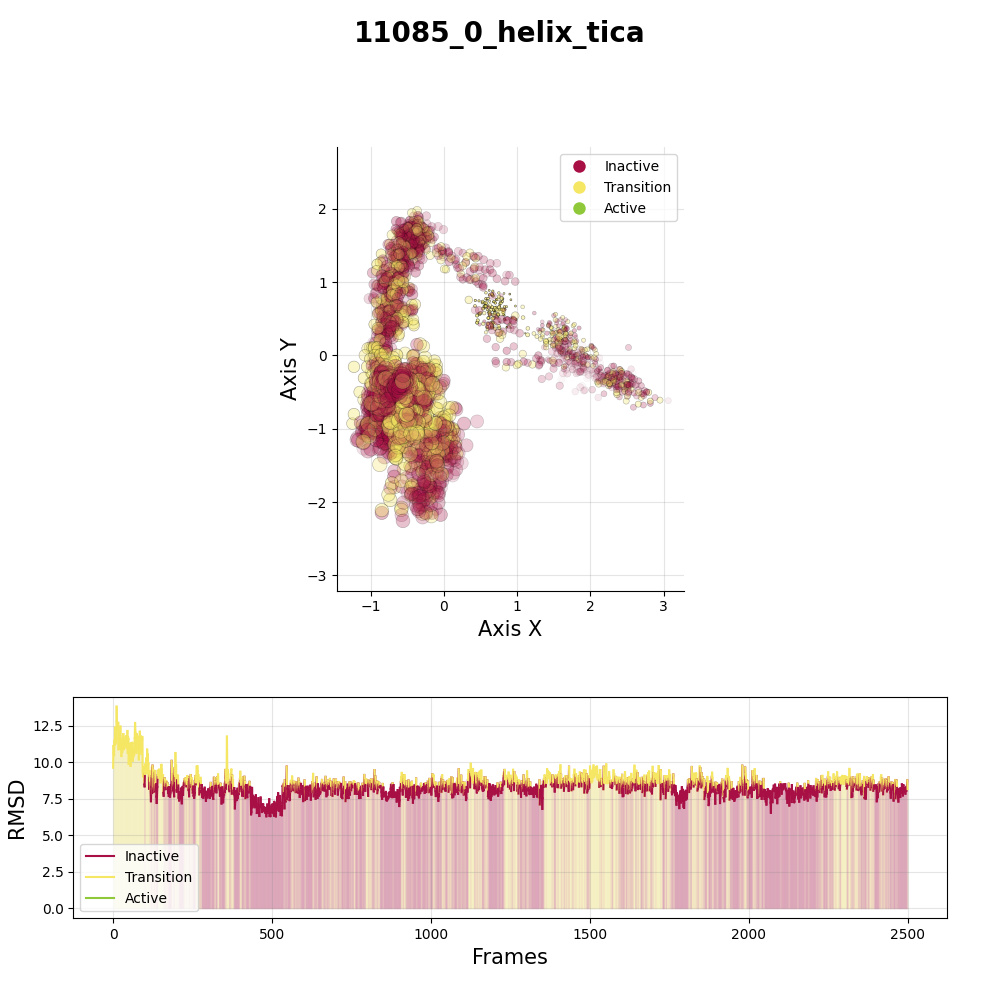 11085_0_helix_tica
Inactive
Transition
Active
2
1
0
−1
−2
−3
Axis Y
−1 0 1 2 3
Axis X
12.5
10.0
7.5
5.0
2.5
0.0
RMSD
Inactive
Transition
Active
0 500 1000 1500 2000 2500
Frames